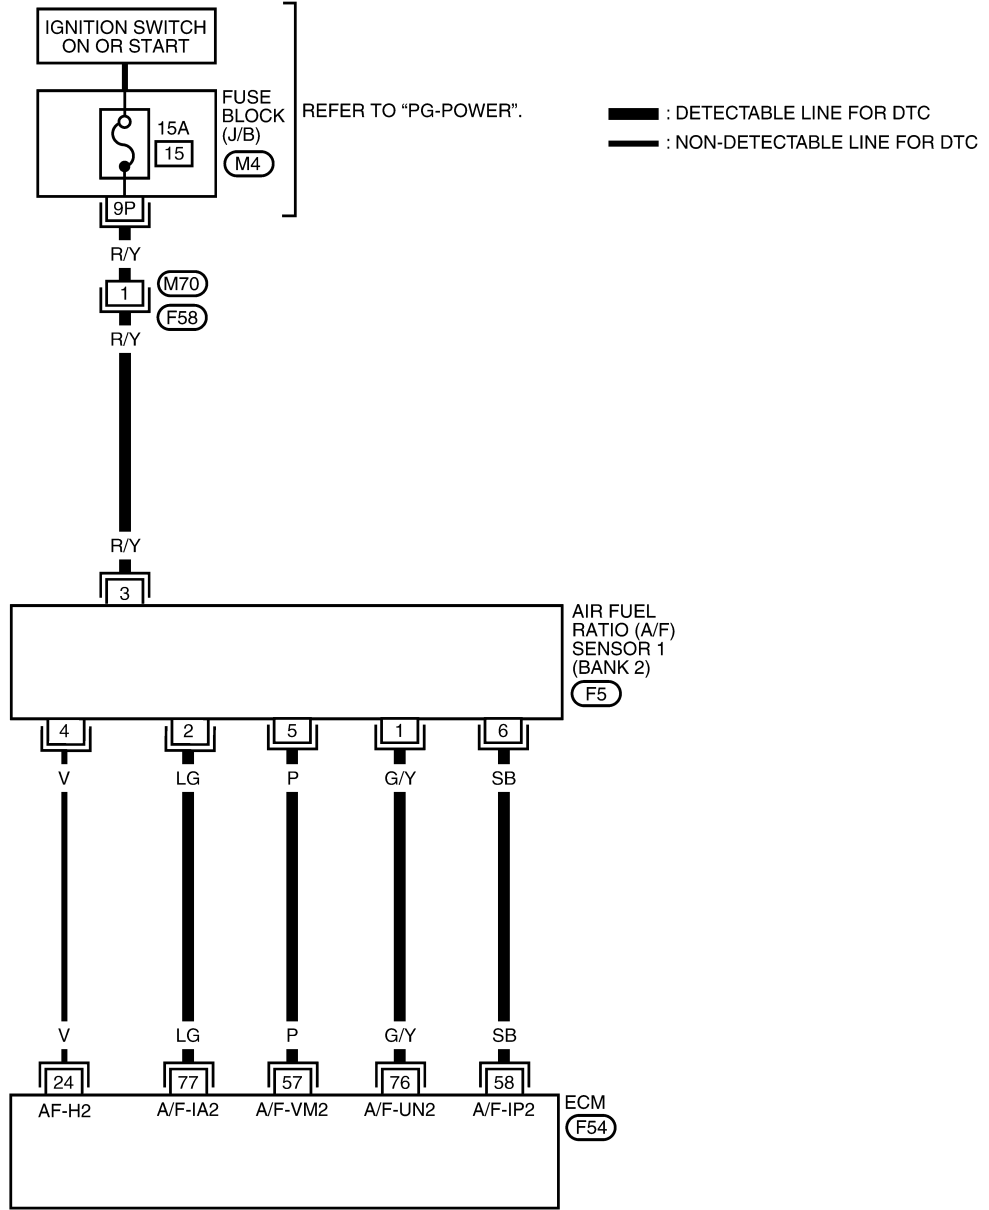 IGNITION SWITCH
ON OR START
FUSE
BLOCK
(J/B)
M4
15A
15
9P
REFER TO “PG-POWER”.
: DETECTABLE LINE FOR DTC
: NON-DETECTABLE LINE FOR DTC
R/Y
1
M70
F58
R/Y
R/Y
3
AIR FUEL
RATIO (A/F)
SENSOR 1
(BANK 2)
F5
4 2 5 1 6
V LG P G/Y SB
V LG P G/Y SB
24 77 57 76 58
AF-H2 A/F-IA2 A/F-VM2 A/F-UN2 A/F-IP2
ECM
F54